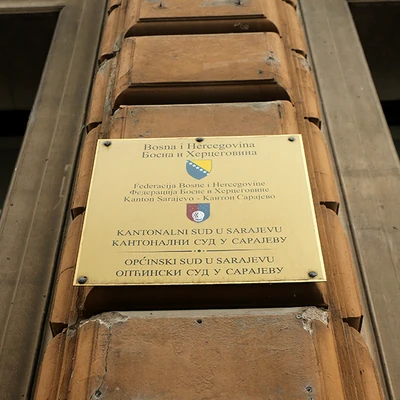 Bosna i Hercegovina
Босна и Херцеговина
Federacija Bosne i Hercegovine
Федерација Босне и Херцеговине
Kanton Sarajevo - Кантон Сарајево
KANTONALNI SUD U SARAJEVU
КАНТОНАЛНИ СУД У САРАЈЕВУ
OPĆINSKI SUD U SARAJEVU
ОПЋИНСКИ СУД У САРАЈЕВУ